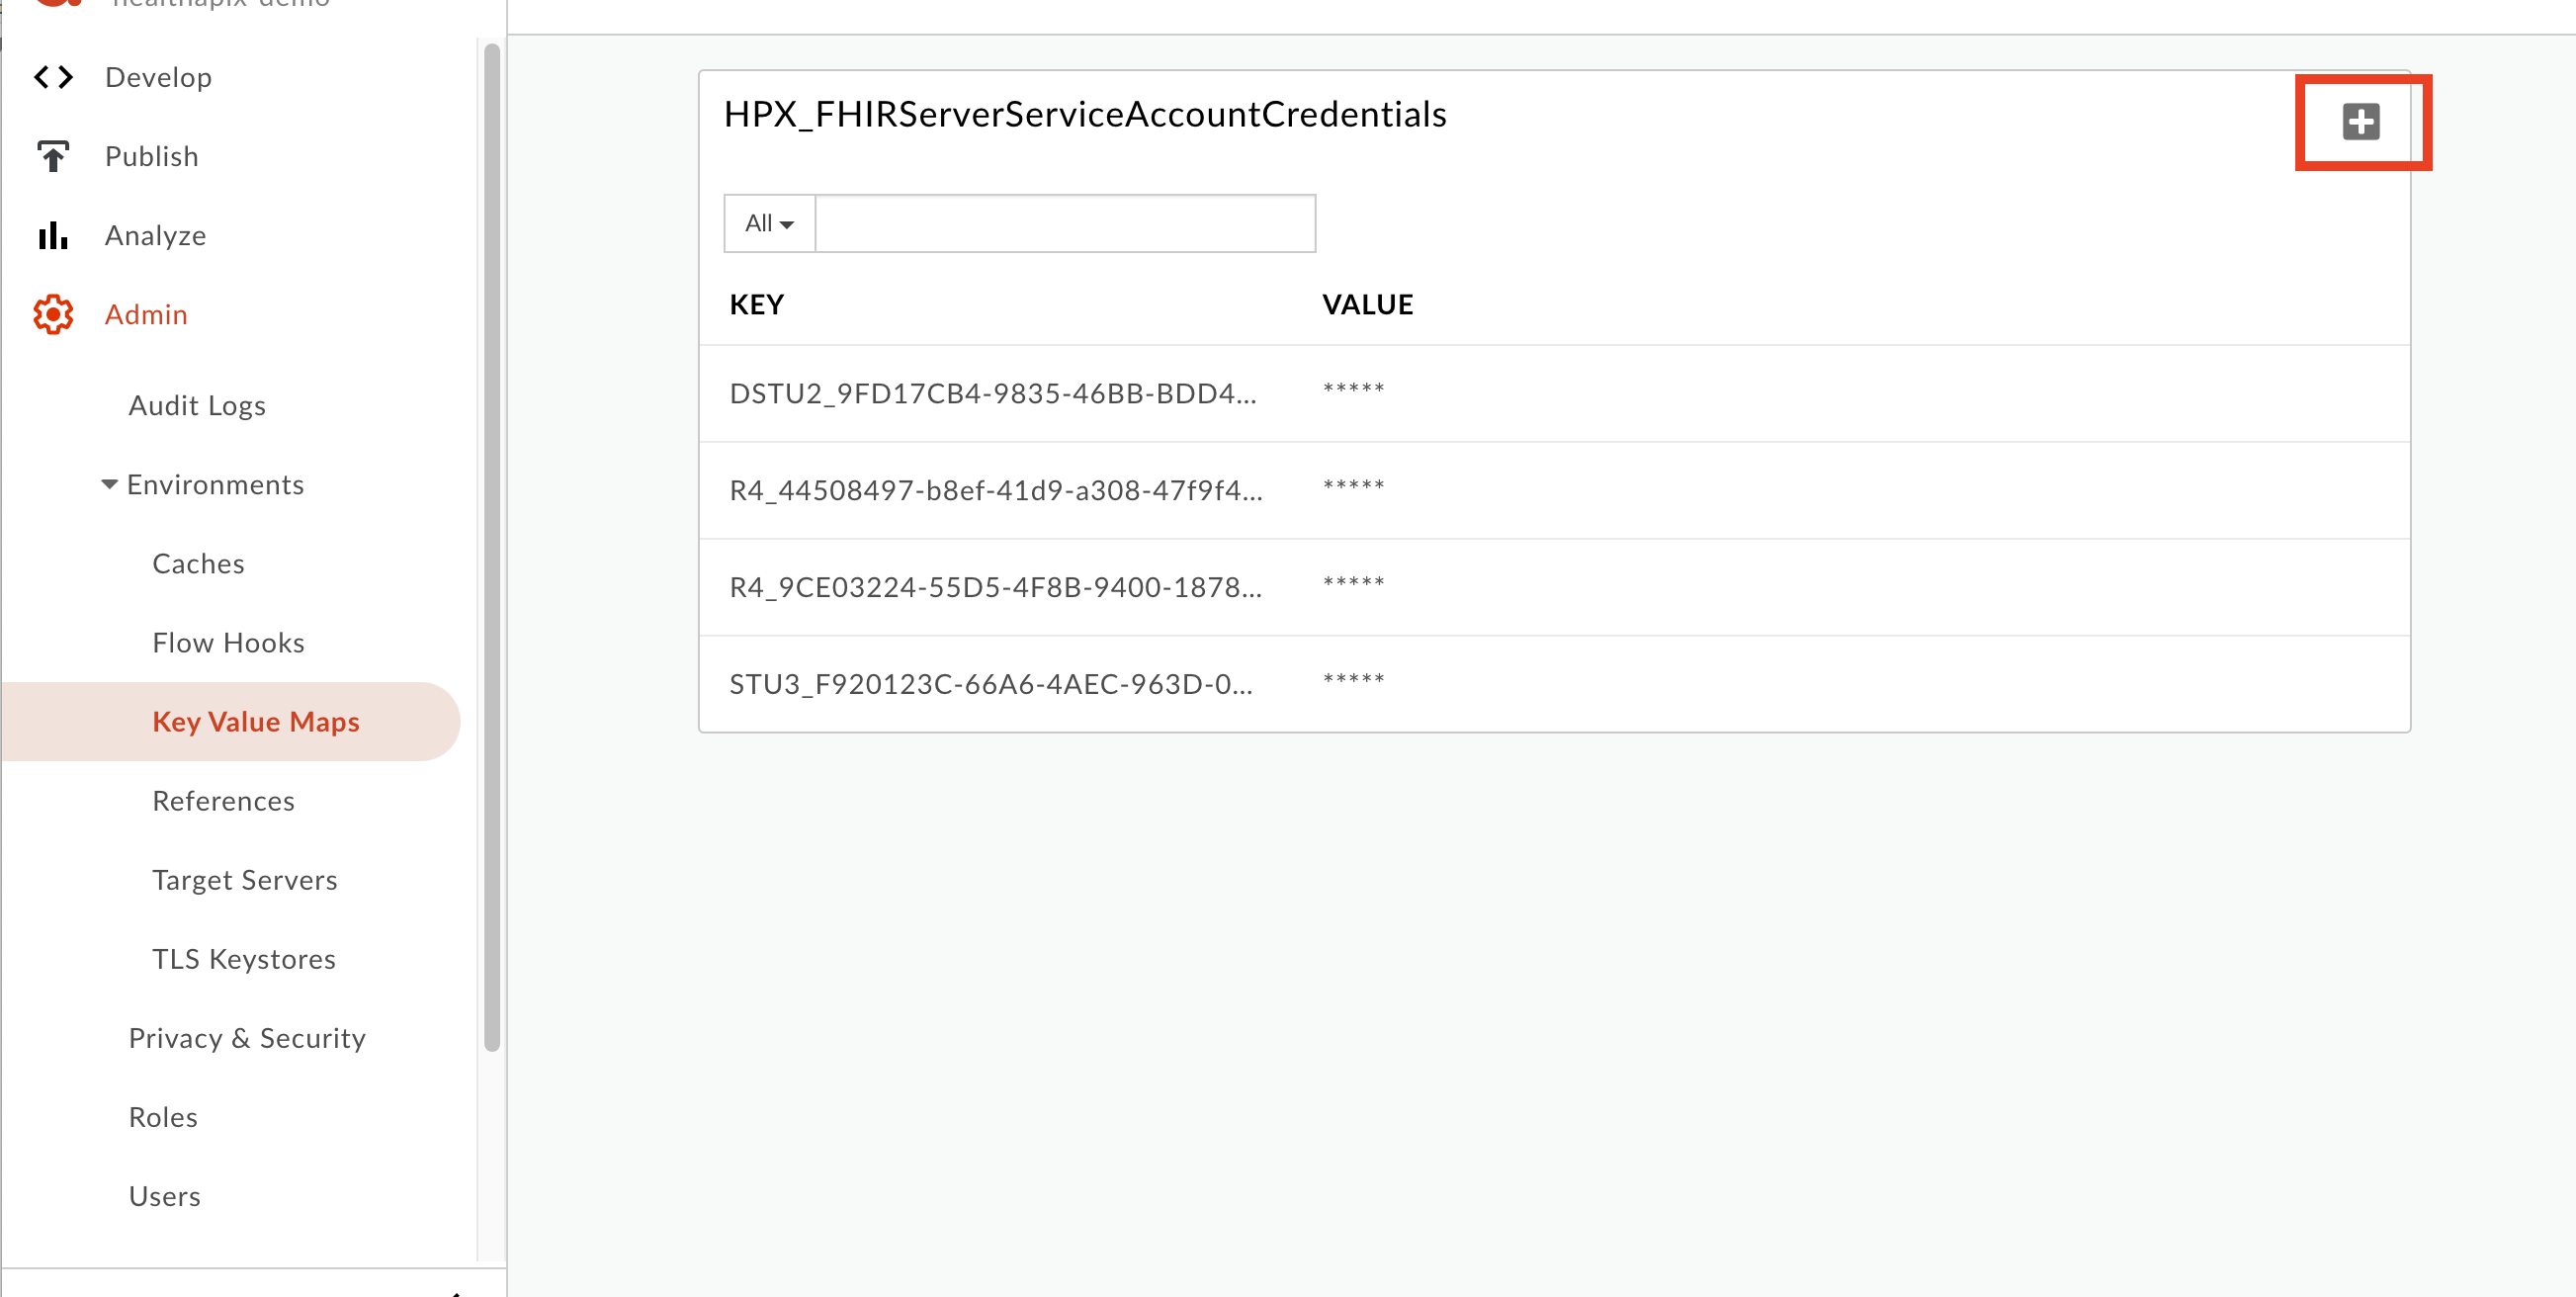 healthapix-demo
Develop
Publish
Analyze
Admin
Audit Logs
Environments
Caches
Flow Hooks
Key Value Maps
References
Target Servers
TLS Keystores
Privacy & Security
Roles
Users
HPX_FHIRServerServiceAccountCredentials
All
KEY VALUE
DSTU2_9FD17CB4-9835-46BB-BDD4... *****
R4_44508497-b8ef-41d9-a308-47f9f4... *****
R4_9CE03224-55D5-4F8B-9400-1878... *****
STU3_F920123C-66A6-4AEC-963D-0... *****